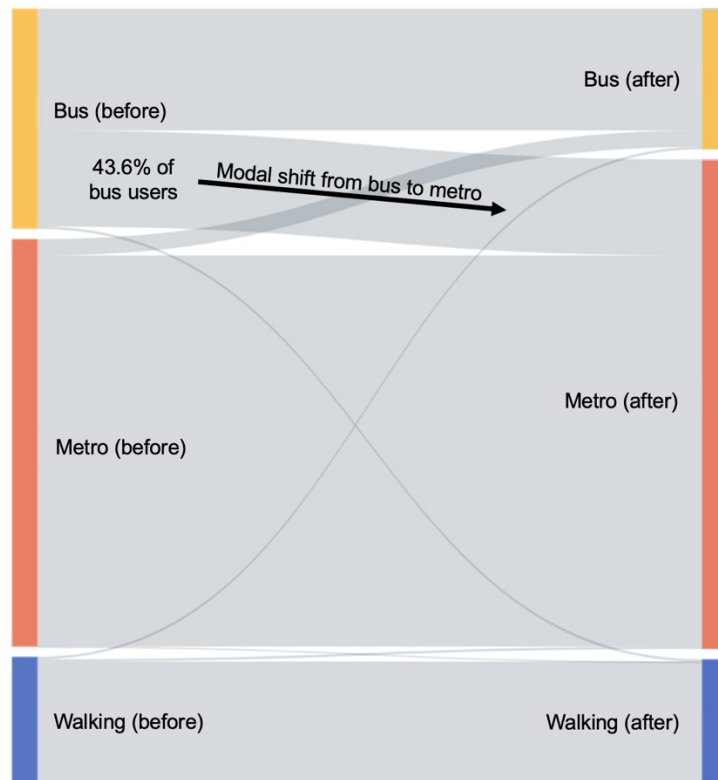 Bus (before)
Bus (after)
43.6% of
bus users
Modal shift from bus to metro
Metro (before)
Metro (after)
Walking (before)
Walking (after)